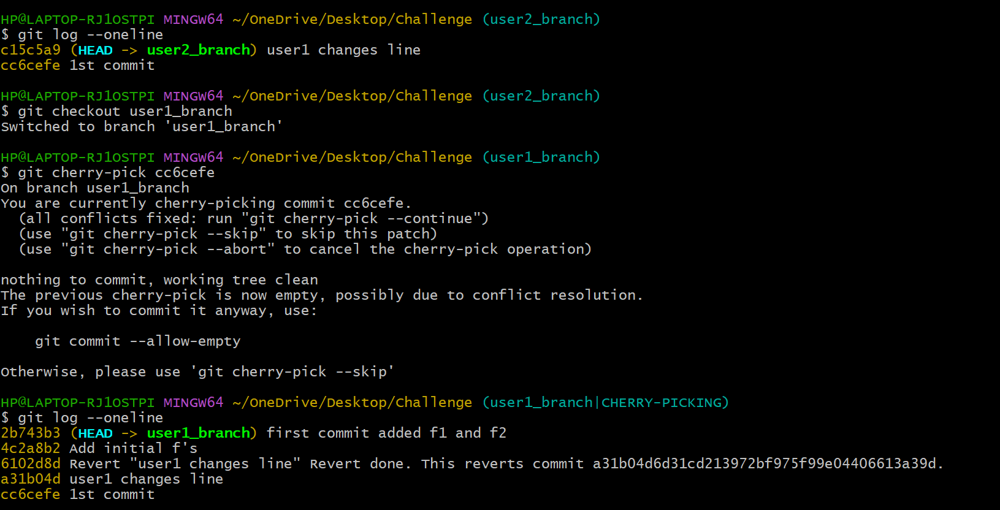 HP@LAPTOP-RJ1OSTPI MINGW64 ~/OneDrive/Desktop/Challenge (user2_branch)
$ git log --oneline
c15c5a9 (HEAD -> user2_branch) user1 changes line
cc6cefe 1st commit
HP@LAPTOP-RJ1OSTPI MINGW64 ~/OneDrive/Desktop/Challenge (user2_branch)
$ git checkout user1_branch
Switched to branch 'user1_branch'
HP@LAPTOP-RJ1OSTPI MINGW64 ~/OneDrive/Desktop/Challenge (user1_branch)
$ git cherry-pick cc6cefe
On branch user1_branch
You are currently cherry-picking commit cc6cefe.
  (all conflicts fixed: run "git cherry-pick --continue")
  (use "git cherry-pick --skip" to skip this patch)
  (use "git cherry-pick --abort" to cancel the cherry-pick operation)
nothing to commit, working tree clean
The previous cherry-pick is now empty, possibly due to conflict resolution.
If you wish to commit it anyway, use:
    git commit --allow-empty
Otherwise, please use 'git cherry-pick --skip'
HP@LAPTOP-RJ1OSTPI MINGW64 ~/OneDrive/Desktop/Challenge (user1_branch|CHERRY-PICKING)
$ git log --oneline
2b743b3 (HEAD -> user1_branch) first commit added f1 and f2
4c2a8b2 Add initial f's
6102d8d Revert "user1 changes line" Revert done. This reverts commit a31b04d6d31cd213972bf975f99e04406613a39d.
a31b04d user1 changes line
cc6cefe 1st commit